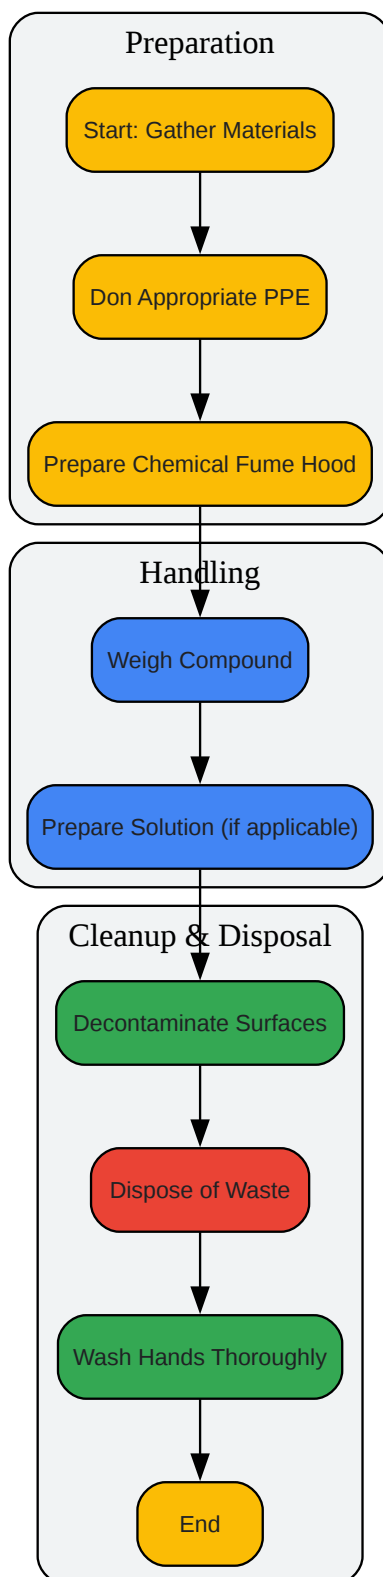 Preparation
Start: Gather Materials
Don Appropriate PPE
Prepare Chemical Fume Hood
Handling
Weigh Compound
Prepare Solution (if applicable)
Cleanup & Disposal
Decontaminate Surfaces
Dispose of Waste
Wash Hands Thoroughly
End